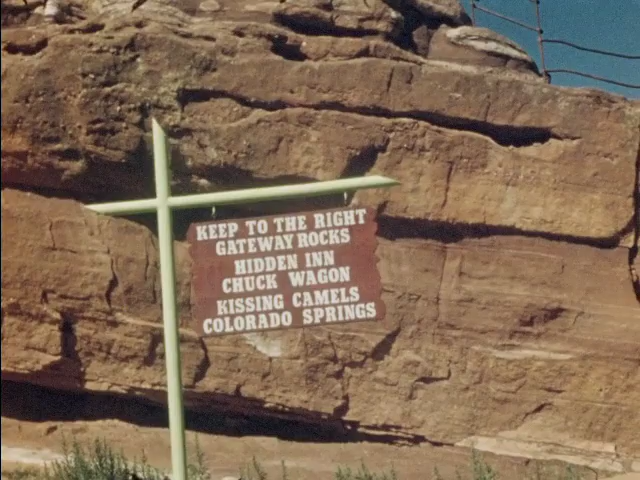 KEEP TO THE RIGHT
GATEWAY ROCKS
HIDDEN INN
CHUCK WAGON
KISSING CAMELS
COLORADO SPRINGS